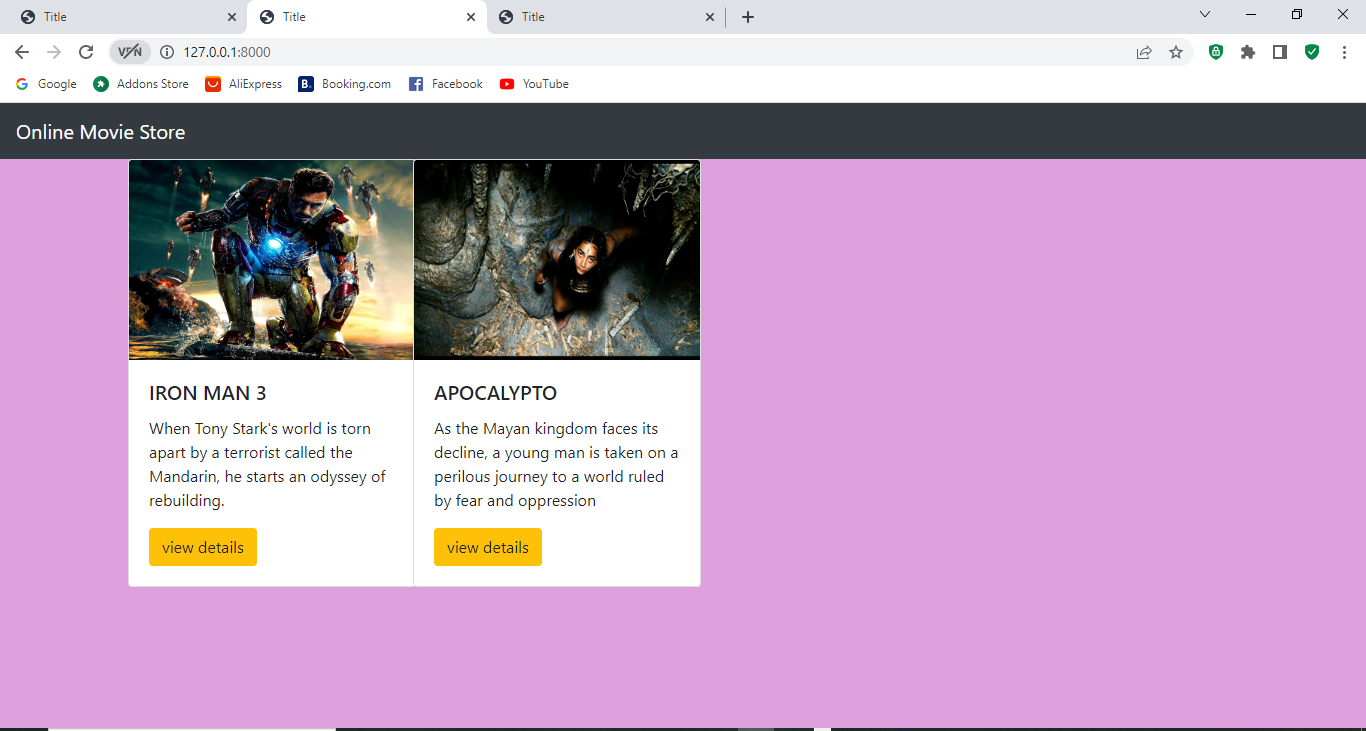 Title
Title
Title
VPN
127.0.0.1:8000
Google
Addons Store
AliExpress
B.
Booking.com
Facebook
YouTube
Online Movie Store
IRON MAN 3
When Tony Stark's world is torn
apart by a terrorist called the
Mandarin, he starts an odyssey of
rebuilding.
view details
APOCALYPTO
As the Mayan kingdom faces its
decline, a young man is taken on a
perilous journey to a world ruled
by fear and oppression
view details